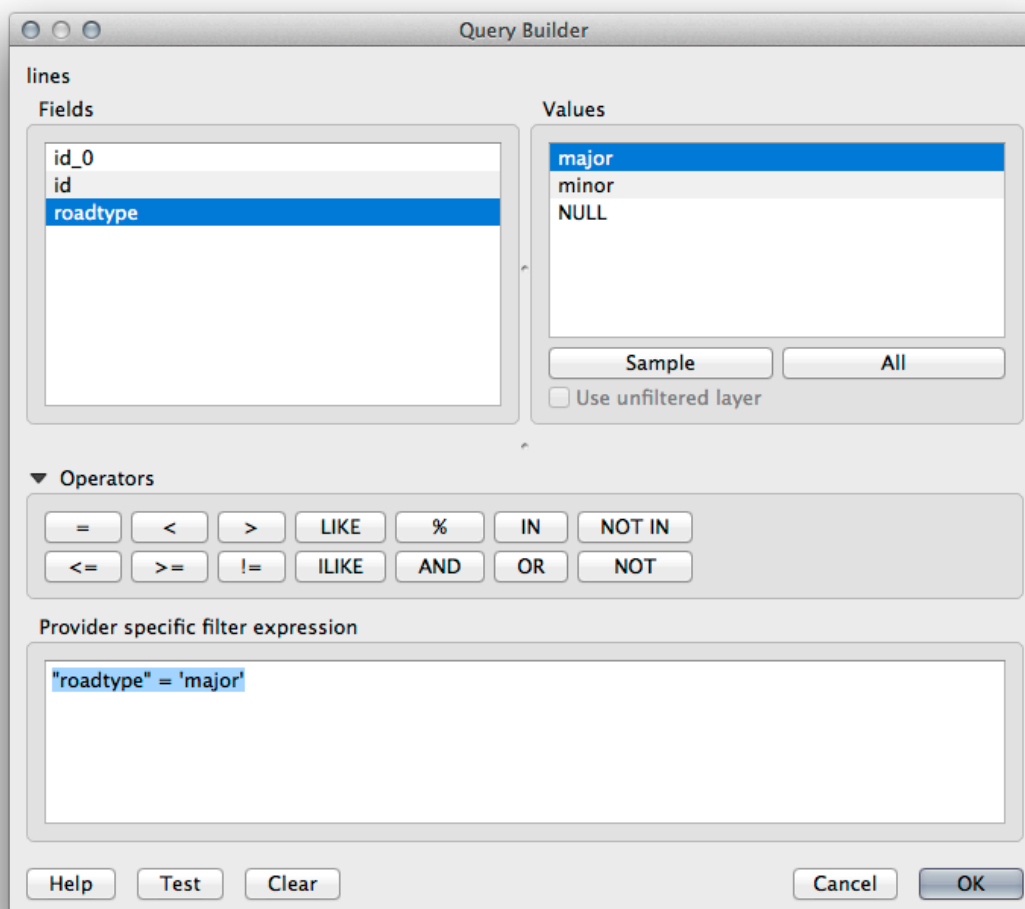 Query Builder
lines
Fields
id_0
id
roadtype
Values
major
minor
NULL
Sample All
Use unfiltered layer
Operators
= < > LIKE % IN NOT IN
<= >= != ILIKE AND OR NOT
Provider specific filter expression
"roadtype" = 'major'
Help Test Clear Cancel OK